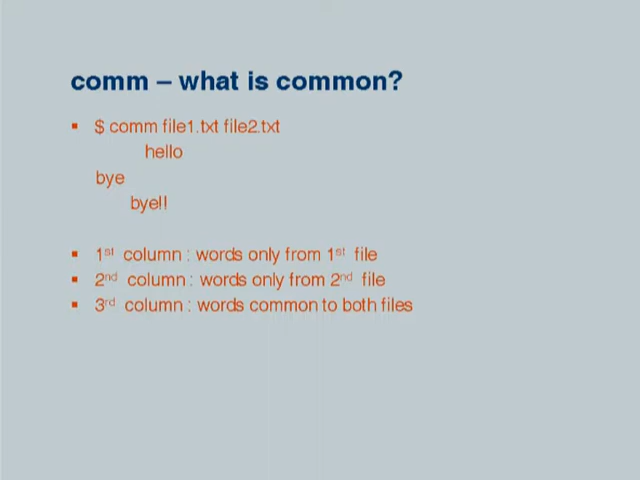 comm – what is common?
▪ $ comm file1.txt file2.txt
hello
bye
bye!!
▪ 1st column : words only from 1st file
▪ 2nd column : words only from 2nd file
▪ 3rd column : words common to both files